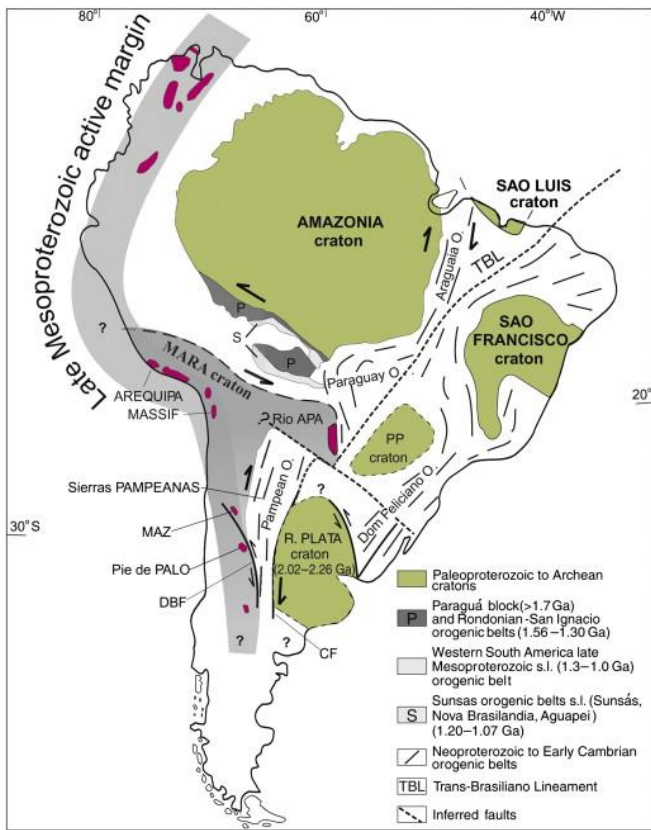 80°
60°
40°W
Late Mesoproterozoic active margin
SAO LUIS
craton
AMAZONIA
craton
Araguaia O.
TBL
P
S
P
?
MARA craton
SAO
FRANCISCO
craton
Paraguay O.
AREQUIPA
MASSIF
? Rio APA
20°
PP
craton
Sierras PAMPEANAS
Pampean O.
?
Dom Feliciano O.
30°S
MAZ
R. PLATA
craton
(2.02–2.26 Ga)
Pie de PALO
DBF
?
?
CF
Paleoproterozoic to Archean
cratons
P
Paraguá block(>1.7 Ga)
and Rondonian-San Ignacio
orogenic belts (1.56–1.30 Ga)
Western South America late
Mesoproterozoic s.l. (1.3–1.0 Ga)
orogenic belt
S
Sunsas orogenic belts s.l. (Sunsás,
Nova Brasilandia, Aguapei)
(1.20–1.07 Ga)
Neoproterozoic to Early Cambrian
orogenic belts
TBL Trans-Brasiliano Lineament
Inferred faults